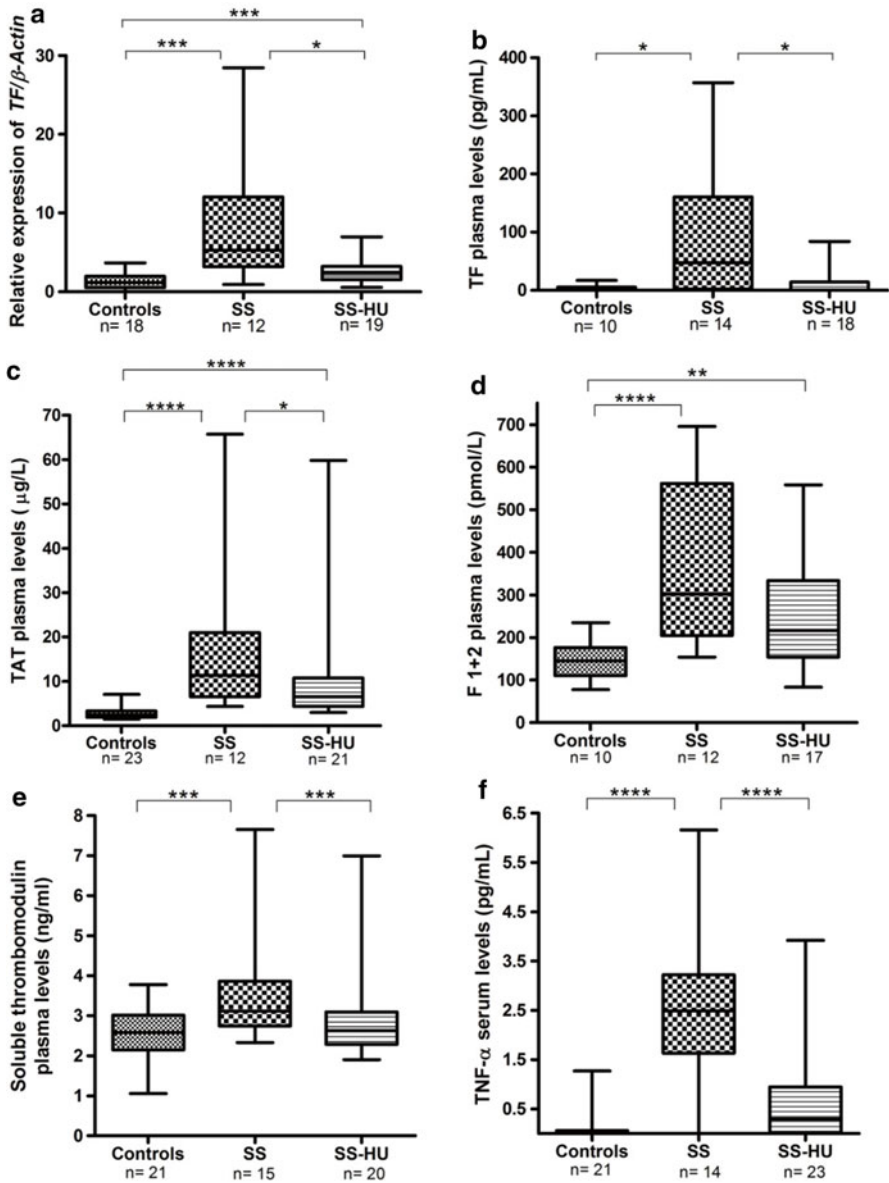 a
***
***
*
Relative expression of TF/β-Actin
30
20
10
0
Controls
SS
SS-HU
n= 18
n= 12
n= 19
b
*
*
TF plasma levels (pg/mL)
400
300
200
100
0
Controls
SS
SS-HU
n= 10
n= 14
n = 18
c
****
****
*
TAT plasma levels ( µg/L)
70
60
50
40
30
20
10
0
Controls
SS
SS-HU
n= 23
n= 12
n= 21
d
**
****
F 1+2 plasma levels (pmol/L)
700
600
500
400
300
200
100
0
Controls
SS
SS-HU
n= 10
n= 12
n= 17
e
***
***
Soluble thrombomodulin
plasma levels (ng/ml)
8
7
6
5
4
3
2
1
0
Controls
SS
SS-HU
n= 21
n= 15
n= 20
f
****
****
TNF-α serum levels (pg/mL)
6.5
5.5
4.5
3.5
2.5
1.5
0.5
Controls
SS
SS-HU
n= 21
n= 14
n= 23